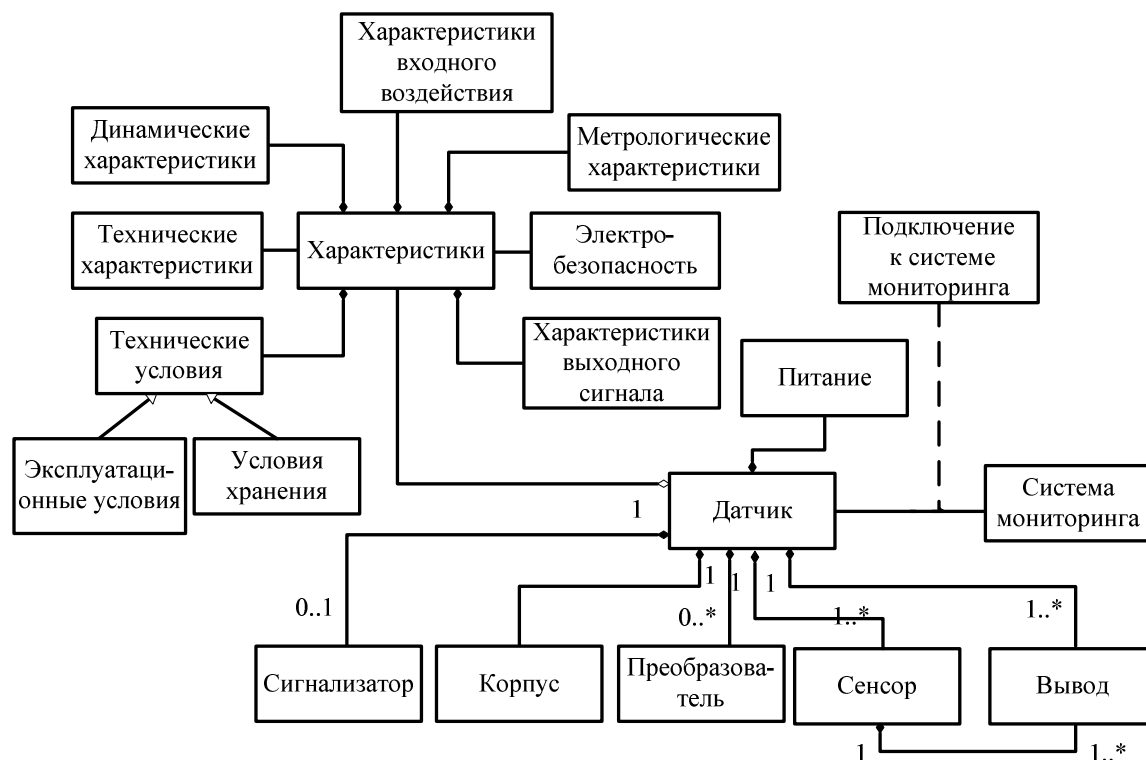 Характеристики
входного
воздействия
Динамические
характеристики
Метрологические
характеристики
Технические
характеристики
Характеристики
Электро-
безопасность
Подключение
к системе
мониторинга
Технические
условия
Характеристики
выходного
сигнала
Питание
Эксплуатаци-
онные условия
Условия
хранения
1
Датчик
Система
мониторинга
0..1
1
0..*
1
1
1..*
1..*
Сигнализатор
Корпус
Преобразова-
тель
Сенсор
Вывод
1
1..*